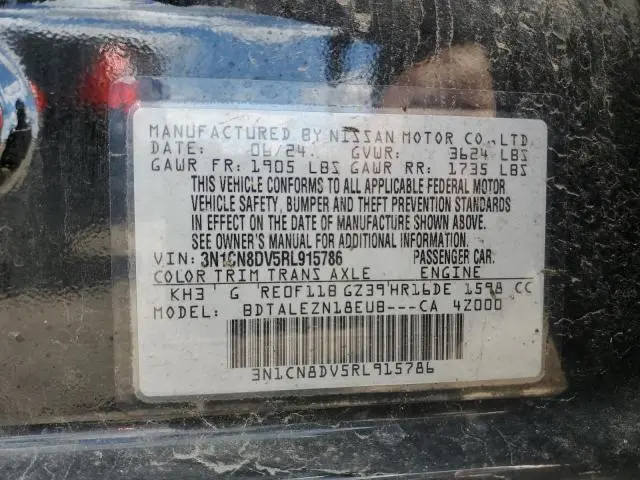 MANUFACTURED BY NISSAN MOTOR CO., LTD
DATE: 06/24. GVWR: 3624 LBS
GAWR FR: 1905 LBS GAWR RR: 1735 LBS
THIS VEHICLE CONFORMS TO ALL APPLICABLE FEDERAL MOTOR
VEHICLE SAFETY, BUMPER AND THEFT PREVENTION STANDARDS
IN EFFECT ON THE DATE OF MANUFACTURE SHOWN ABOVE.
SEE OWNER'S MANUAL FOR ADDITIONAL INFORMATION.
VIN: 3N1CN8DV5RL915786 PASSENGER CAR.
COLOR TRIM TRANS AXLE ENGINE
KH3 G RE0F11B GZ39 HR16DE 1598 CC
MODEL: BDTALEZN18EUB---CA 4Z000
3N1CN8DV5RL915786